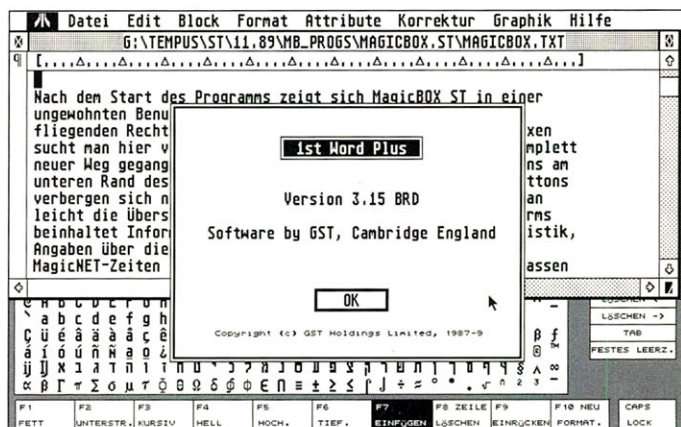 Datei Edit Block Format Attribute Korrektur Graphik Hilfe
G:\TEMPUS\ST\11.89\MB_PROGS\MAGICBOX.ST\MAGICBOX.TXT
Nach dem Start des Programms zeigt sich MagicBOX ST in einer
ungewohnten Benu
fliegenden Recht xen
sucht man hier v mplett
neuer Weg gegang ns am
unteren Rand des ttons
verbergen sich n an
leicht die Übers rms
beinhaltet Infor istik,
Angaben über die
MagicNET-Zeiten assen
1st Word Plus
Version 3.15 BRD
Software by GST, Cambridge England
OK
Copyright (c) GST Holdings Limited, 1987-9
LöSCHEN ->
TAB
FESTES LEERZ.
` a b c d e f g h
Ç ü é â ä à å ç ê β ƒ
á í ó ú ñ Ñ a o ¿
α β Γ π Σ σ µ τ Φ Θ Ω δ ∮ ϕ ∈ ∩ ≡ ± ≥ ≤ ⌠ ⌡ ÷ ≈ ° • · √ ⁿ ² ³ ¯
F1 F2 F3 F4 F5 F6 F7 F8 ZEILE F9 F10 NEU CAPS
FETT UNTERSTR. KURSIV HELL HOCH. TIEF. EINFÜGEN LöSCHEN EINRÜCKEN FORMAT. LOCK